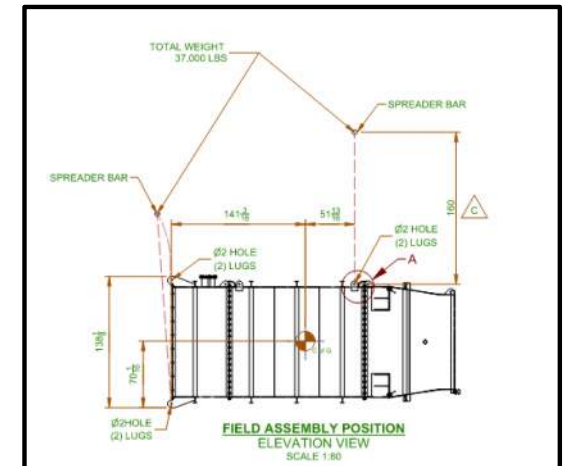 TOTAL WEIGHT
37,000 LBS
SPREADER BAR
SPREADER BAR
160
C
Ø2 HOLE
(2) LUGS
A
Ø2 HOLE
(2) LUGS
Ø2HOLE
(2) LUGS
FIELD ASSEMBLY POSITION
ELEVATION VIEW
SCALE 1:80